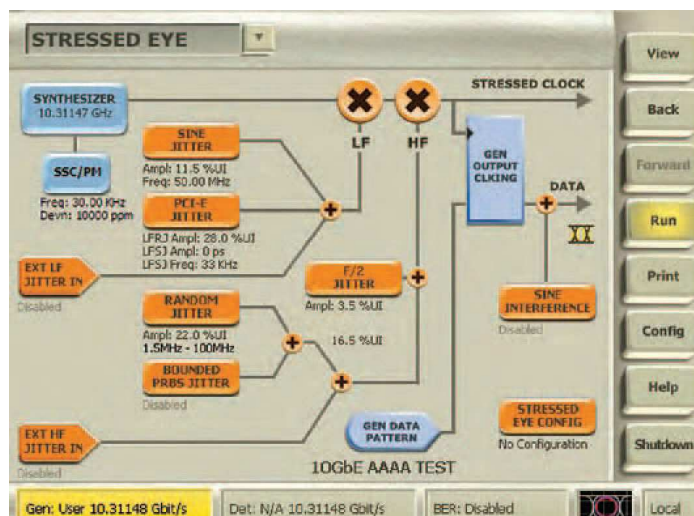 STRESSED EYE
View
SYNTHESIZER
10.31147 GHz
STRESSED CLOCK
Back
SINE
JITTER
Ampl: 11.5 %UI
Freq: 50.00 MHz
LF
HF
GEN
OUTPUT
CLKING
SSC/PM
Freq: 30.00 KHz
Devn: 10000 ppm
Forward
PCI-E
JITTER
LFRJ Ampl: 28.0 %UI
LFSJ Ampl: 0 ps
LFSJ Freq: 33 KHz
DATA
Run
EXT LF
JITTER IN
Disabled
F/2
JITTER
Ampl: 3.5 %UI
Print
RANDOM
JITTER
Ampl: 22.0 %UI
1.5MHz - 100MHz
SINE
INTERFERENCE
Disabled
16.5 %UI
Config
BOUNDED
PRBS JITTER
Disabled
Help
STRESSED
EYE CONFIG
No Configuration
EXT HF
JITTER IN
Disabled
GEN DATA
PATTERN
Shutdown
10GbE AAAA TEST
Gen: User 10.31148 Gbit/s
Det: N/A 10.31148 Gbit/s
BER: Disabled
Local